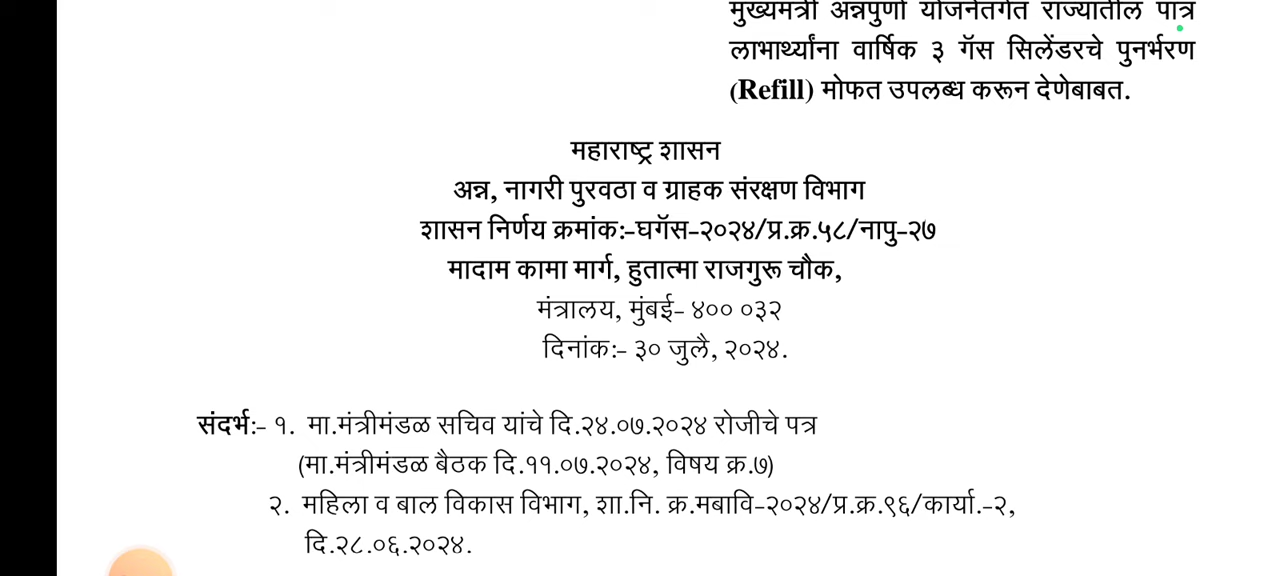 मुख्यमंत्री अन्नपुर्णा योजनेतर्गत राज्यातील पात्र
लाभार्थ्यांना वार्षिक ३ गॅस सिलेंडरचे पुनर्भरण
(Refill) मोफत उपलब्ध करून देणेबाबत.
महाराष्ट्र शासन
अन्न, नागरी पुरवठा व ग्राहक संरक्षण विभाग
शासन निर्णय क्रमांक:-घगॅस-२०२४/प्र.क्र.५८/नापु-२७
मादाम कामा मार्ग, हुतात्मा राजगुरू चौक,
मंत्रालय, मुंबई- ४०० ०३२
दिनांक:- ३० जुलै, २०२४.
संदर्भ:- १. मा.मंत्रीमंडळ सचिव यांचे दि.२४.०७.२०२४ रोजीचे पत्र
(मा.मंत्रीमंडळ बैठक दि.११.०७.२०२४, विषय क्र.७)
२. महिला व बाल विकास विभाग, शा.नि. क्र.मबावि-२०२४/प्र.क्र.९६/कार्या.-२,
दि.२८.०६.२०२४.